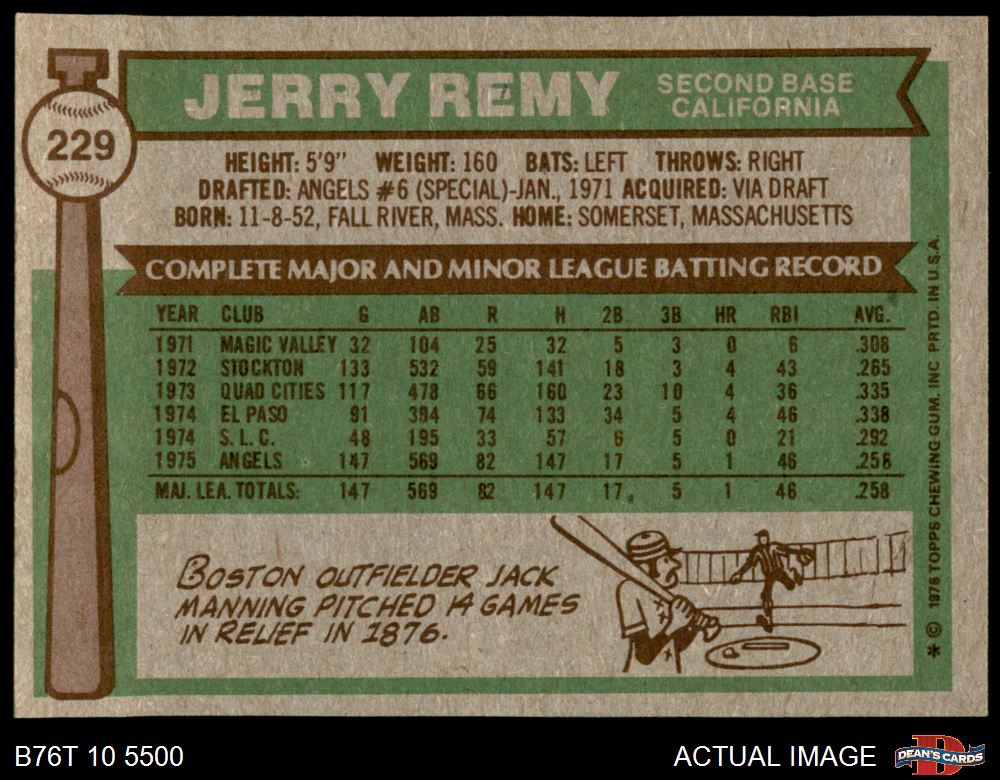 229
JERRY REMY
SECOND BASE
CALIFORNIA
HEIGHT: 5'9" WEIGHT: 160 BATS: LEFT THROWS: RIGHT
DRAFTED: ANGELS #6 (SPECIAL)-JAN., 1971 ACQUIRED: VIA DRAFT
BORN: 11-8-52, FALL RIVER, MASS. HOME: SOMERSET, MASSACHUSETTS
COMPLETE MAJOR AND MINOR LEAGUE BATTING RECORD
YEAR CLUB G AB R H 2B 3B HR RBI AVG.
1971 MAGIC VALLEY 32 104 25 32 5 3 0 6 .308
1972 STOCKTON 133 532 59 141 18 3 4 43 .265
1973 QUAD CITIES 117 478 66 160 23 10 4 36 .335
1974 EL PASO 91 394 74 133 34 5 4 46 .338
1974 S.L.C. 48 195 33 57 6 5 0 21 .292
1975 ANGELS 147 569 82 147 17 5 1 46 .258
MAJ. LEA. TOTALS: 147 569 82 147 17 5 1 46 .258
BOSTON OUTFIELDER JACK
MANNING PITCHED 14 GAMES
IN RELIEF IN 1876.
* © 1976 TOPPS CHEWING GUM, INC PRTD. IN U.S.A.
B76T 10 5500
ACTUAL IMAGE
DEAN'S CARDS